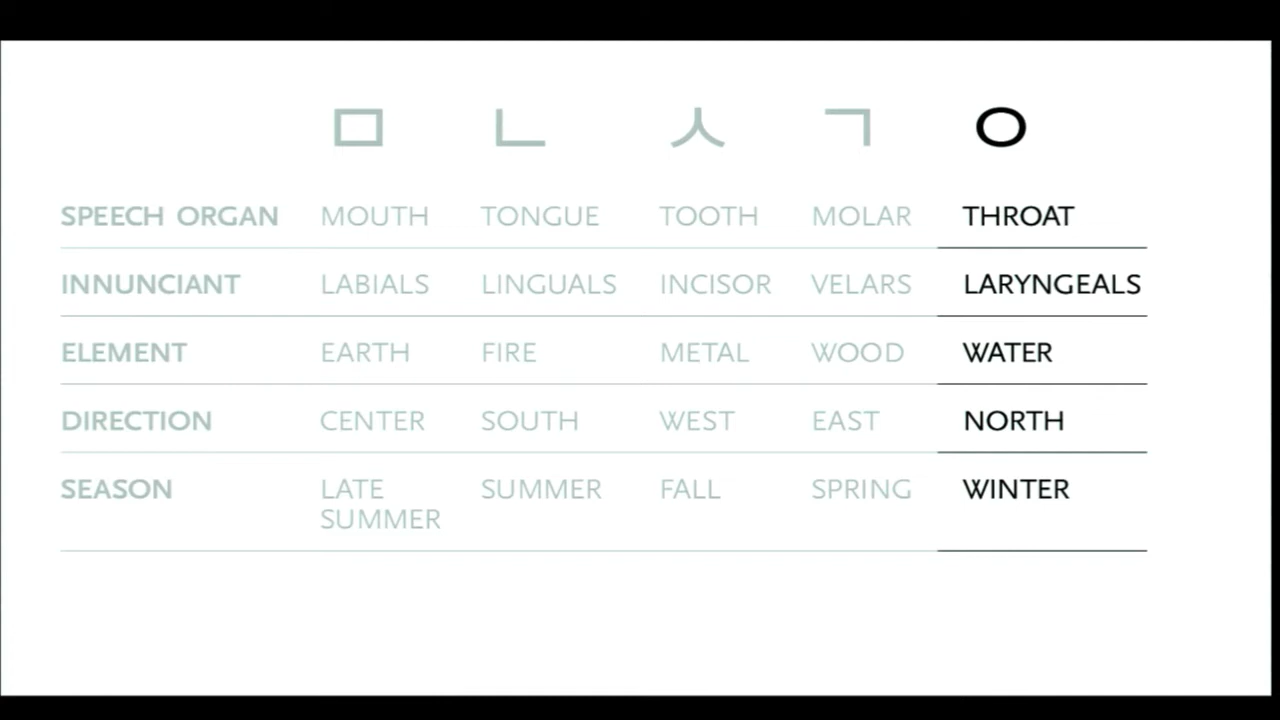 ㅁ ㄴ ㅅ ㄱ ㅇ
SPEECH ORGAN MOUTH TONGUE TOOTH MOLAR THROAT
INNUNCIANT LABIALS LINGUALS INCISOR VELARS LARYNGEALS
ELEMENT EARTH FIRE METAL WOOD WATER
DIRECTION CENTER SOUTH WEST EAST NORTH
SEASON LATE SUMMER FALL SPRING WINTER
SUMMER